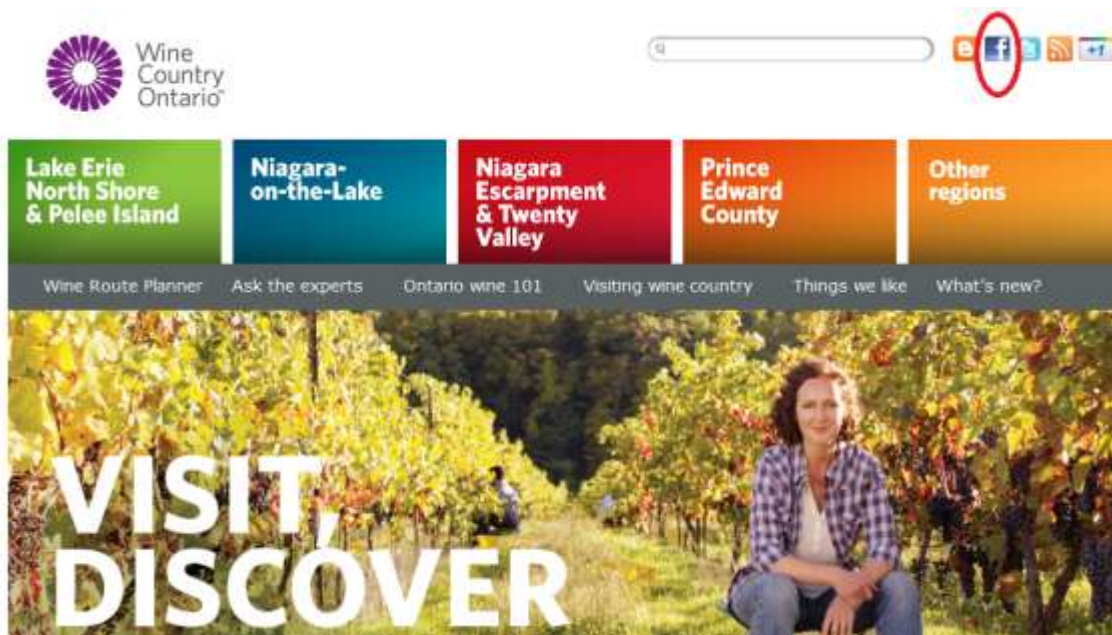 Wine
Country
Ontario™
f
+1
Lake Erie
North Shore
& Pelee Island
Niagara-
on-the-Lake
Niagara
Escarpment
& Twenty
Valley
Prince
Edward
County
Other
regions
Wine Route Planner
Ask the experts
Ontario wine 101
Visiting wine country
Things we like
What's new?
VISIT,
DISCOVER